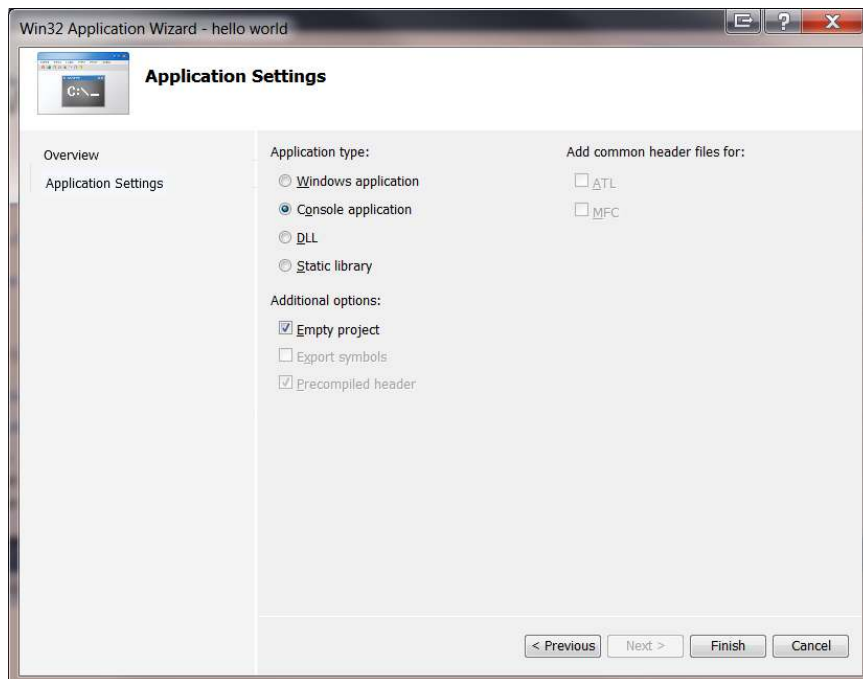 Win32 Application Wizard - hello world
?
X
C:\_
Application Settings
Overview
Application Settings
Application type:
Windows application
Console application
DLL
Static library
Additional options:
Empty project
Export symbols
Precompiled header
Add common header files for:
ATL
MFC
< Previous
Next >
Finish
Cancel